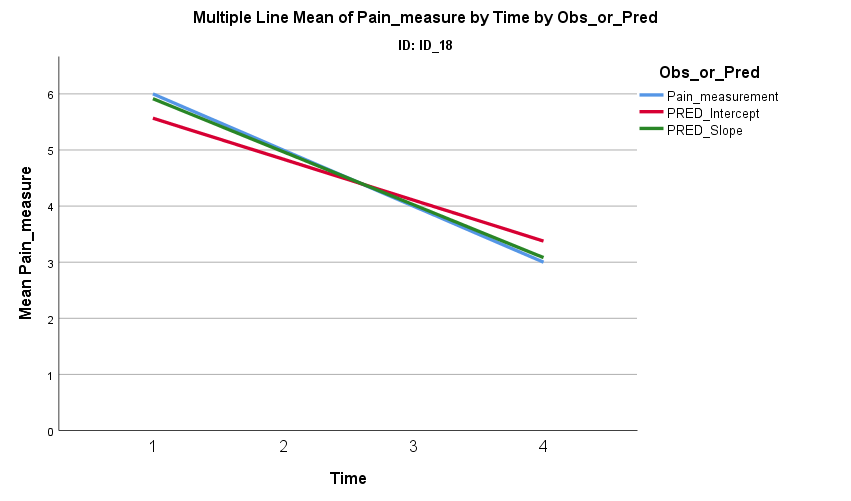 Multiple Line Mean of Pain_measure by Time by Obs_or_Pred
ID: ID_18
Obs_or_Pred
Pain_measurement
PRED_Intercept
PRED_Slope
Mean Pain_measure
6
5
4
3
2
1
0
1 2 3 4
Time